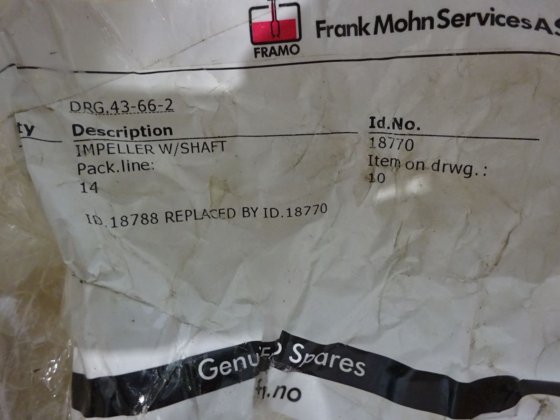 FRAMO
Frank Mohn Services AS
DRG.43-66-2
ty Description Id.No.
IMPELLER W/SHAFT 18770
Pack.line: Item on drwg.:
14 10
ID.18788 REPLACED BY ID.18770
Genu Spares
.no